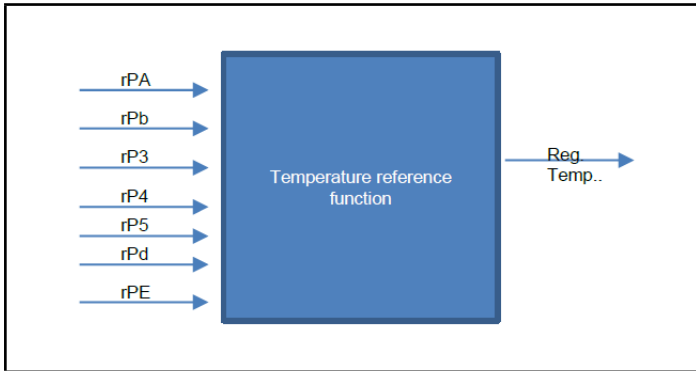 rPA
rPb
rP3
rP4
rP5
rPd
rPE
Temperature reference
function
Reg.
Temp..